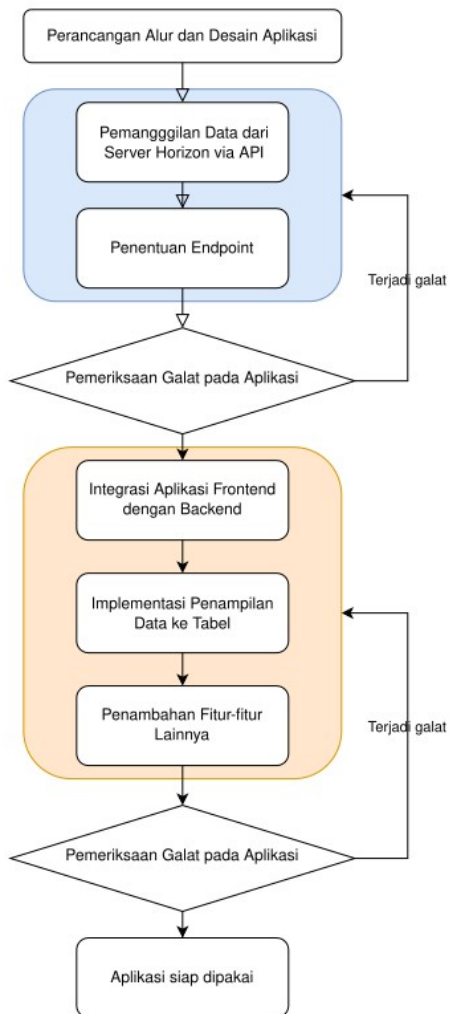 Perancangan Alur dan Desain Aplikasi
Pemangggilan Data dari
Server Horizon via API
Penentuan Endpoint
Terjadi galat
Pemeriksaan Galat pada Aplikasi
Integrasi Aplikasi Frontend
dengan Backend
Implementasi Penampilan
Data ke Tabel
Penambahan Fitur-fitur
Lainnya
Terjadi galat
Pemeriksaan Galat pada Aplikasi
Aplikasi siap dipakai